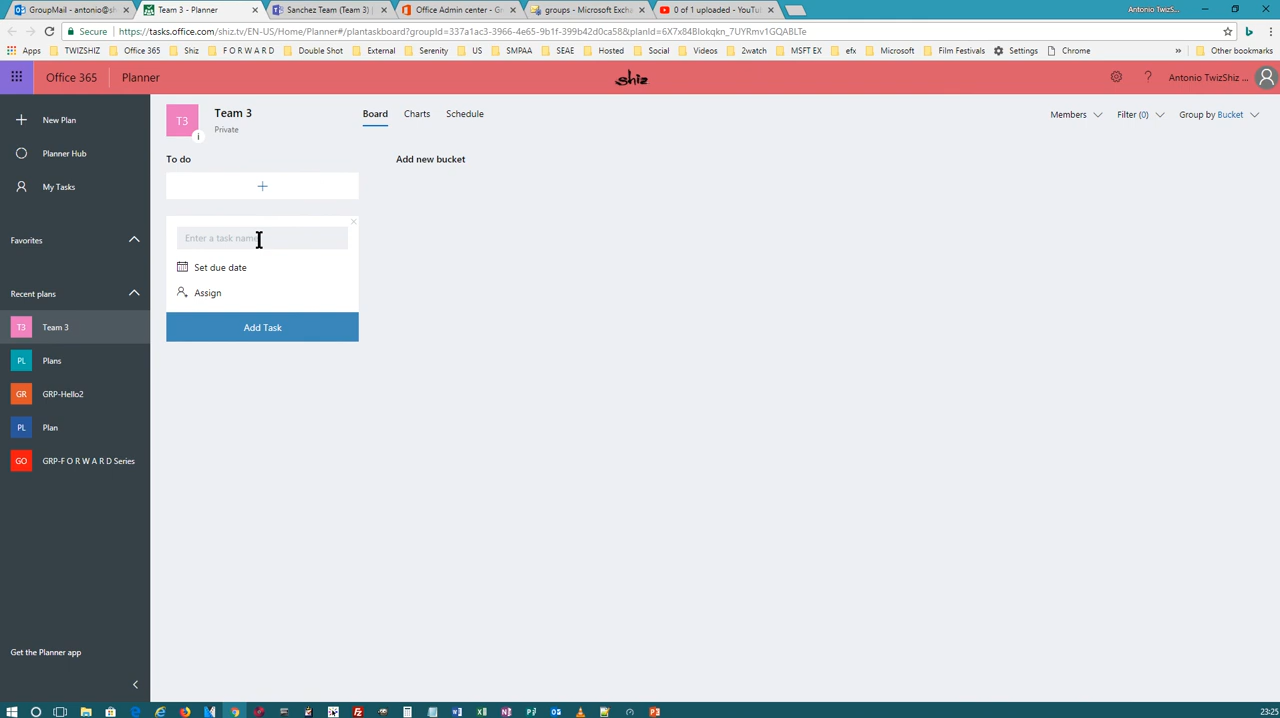 GroupMail - antonio@sh
Team 3 - Planner
Sanchez Team (Team 3) |
Office Admin center - G
groups - Microsoft Excha
0 of 1 uploaded - YouTu
Antonio TwizS...
Secure | https://tasks.office.com/shiz.tv/EN-US/Home/Planner#/plantaskboard?groupId=337a1ac3-3966-4e65-9b1f-399b42d0ca58&planId=6X7x84Blokqkn_7UYRmv1GQABLTe
Apps TWIZSHIZ Office 365 Shiz F O R W A R D Double Shot External Serenity US SMPAA SEAE Hosted Social Videos 2watch MSFT EX efx Microsoft Film Festivals Settings Chrome » Other bookmarks
Office 365 Planner shiz ? Antonio TwizShiz ...
New Plan
Planner Hub
My Tasks
Favorites
Recent plans
T3 Team 3
PL Plans
GR GRP-Hello2
PL Plan
GO GRP-F O R W A R D Series
Get the Planner app
T3
Team 3
Private
Board Charts Schedule
Members Filter (0) Group by Bucket
To do
Add new bucket
Enter a task name
Set due date
Assign
Add Task
23:25